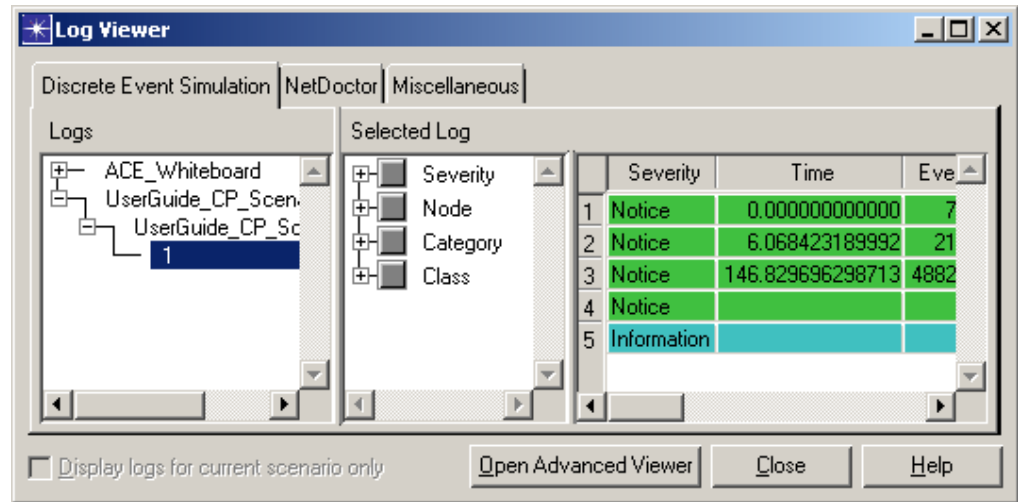 Log Viewer
Discrete Event Simulation NetDoctor Miscellaneous
Logs
ACE_Whiteboard
UserGuide_CP_Scen
UserGuide_CP_Sc
1
Selected Log
Severity
Node
Category
Class
Severity Time Eve
1 Notice 0.000000000000 7
2 Notice 6.068423189992 21
3 Notice 146.829696298713 4882
4 Notice
5 Information
Display logs for current scenario only
Open Advanced Viewer Close Help